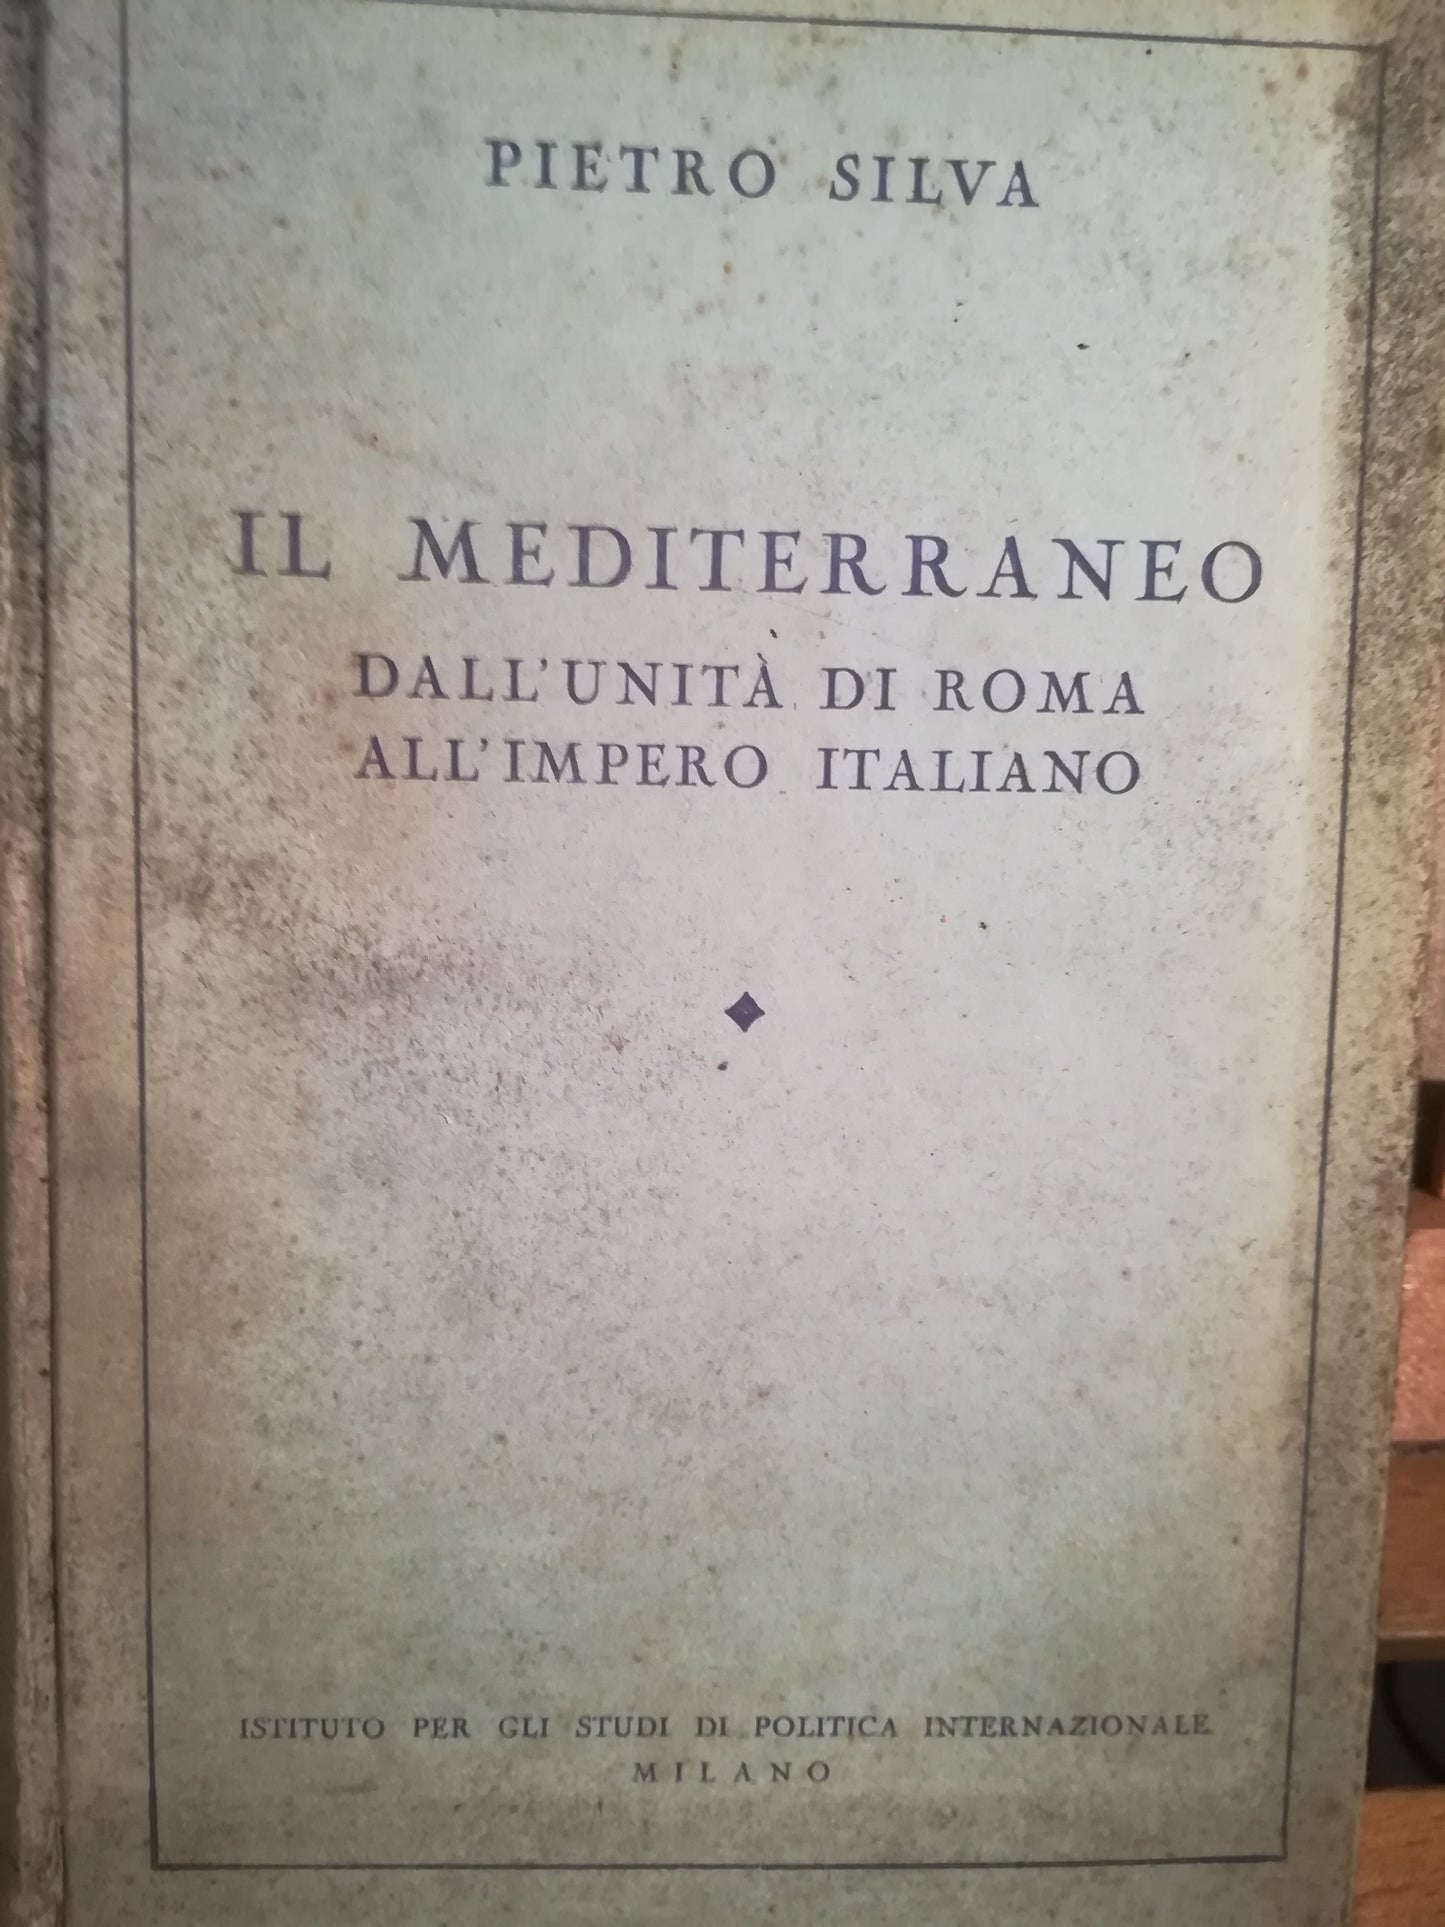 PIETRO SILVA
IL MEDITERRANEO
DALL'UNITÀ DI ROMA
ALL'IMPERO ITALIANO
ISTITUTO PER GLI STUDI DI POLITICA INTERNAZIONALE
MILANO